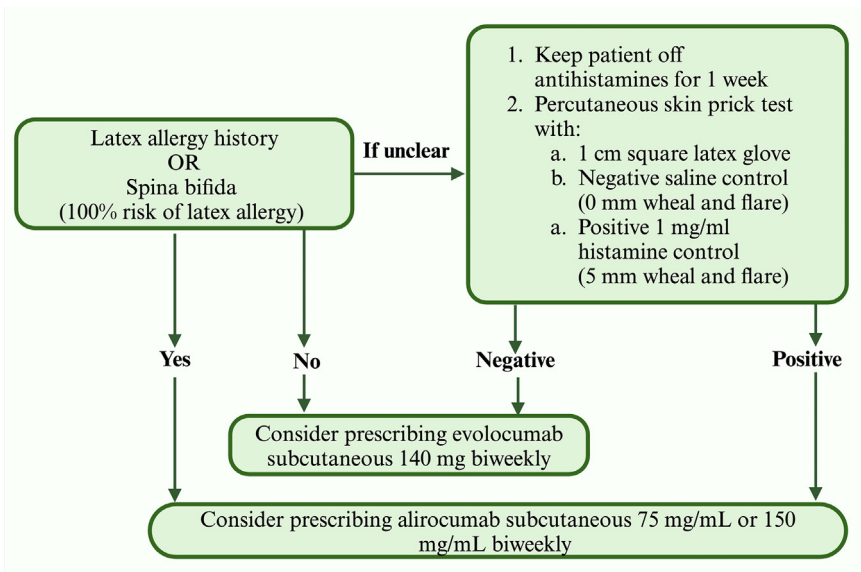 Latex allergy history
OR
Spina bifida
(100% risk of latex allergy)
If unclear
1. Keep patient off
antihistamines for 1 week
2. Percutaneous skin prick test
with:
a. 1 cm square latex glove
b. Negative saline control
(0 mm wheal and flare)
a. Positive 1 mg/ml
histamine control
(5 mm wheal and flare)
Yes
No
Negative
Positive
Consider prescribing evolocumab
subcutaneous 140 mg biweekly
Consider prescribing alirocumab subcutaneous 75 mg/mL or 150
mg/mL biweekly